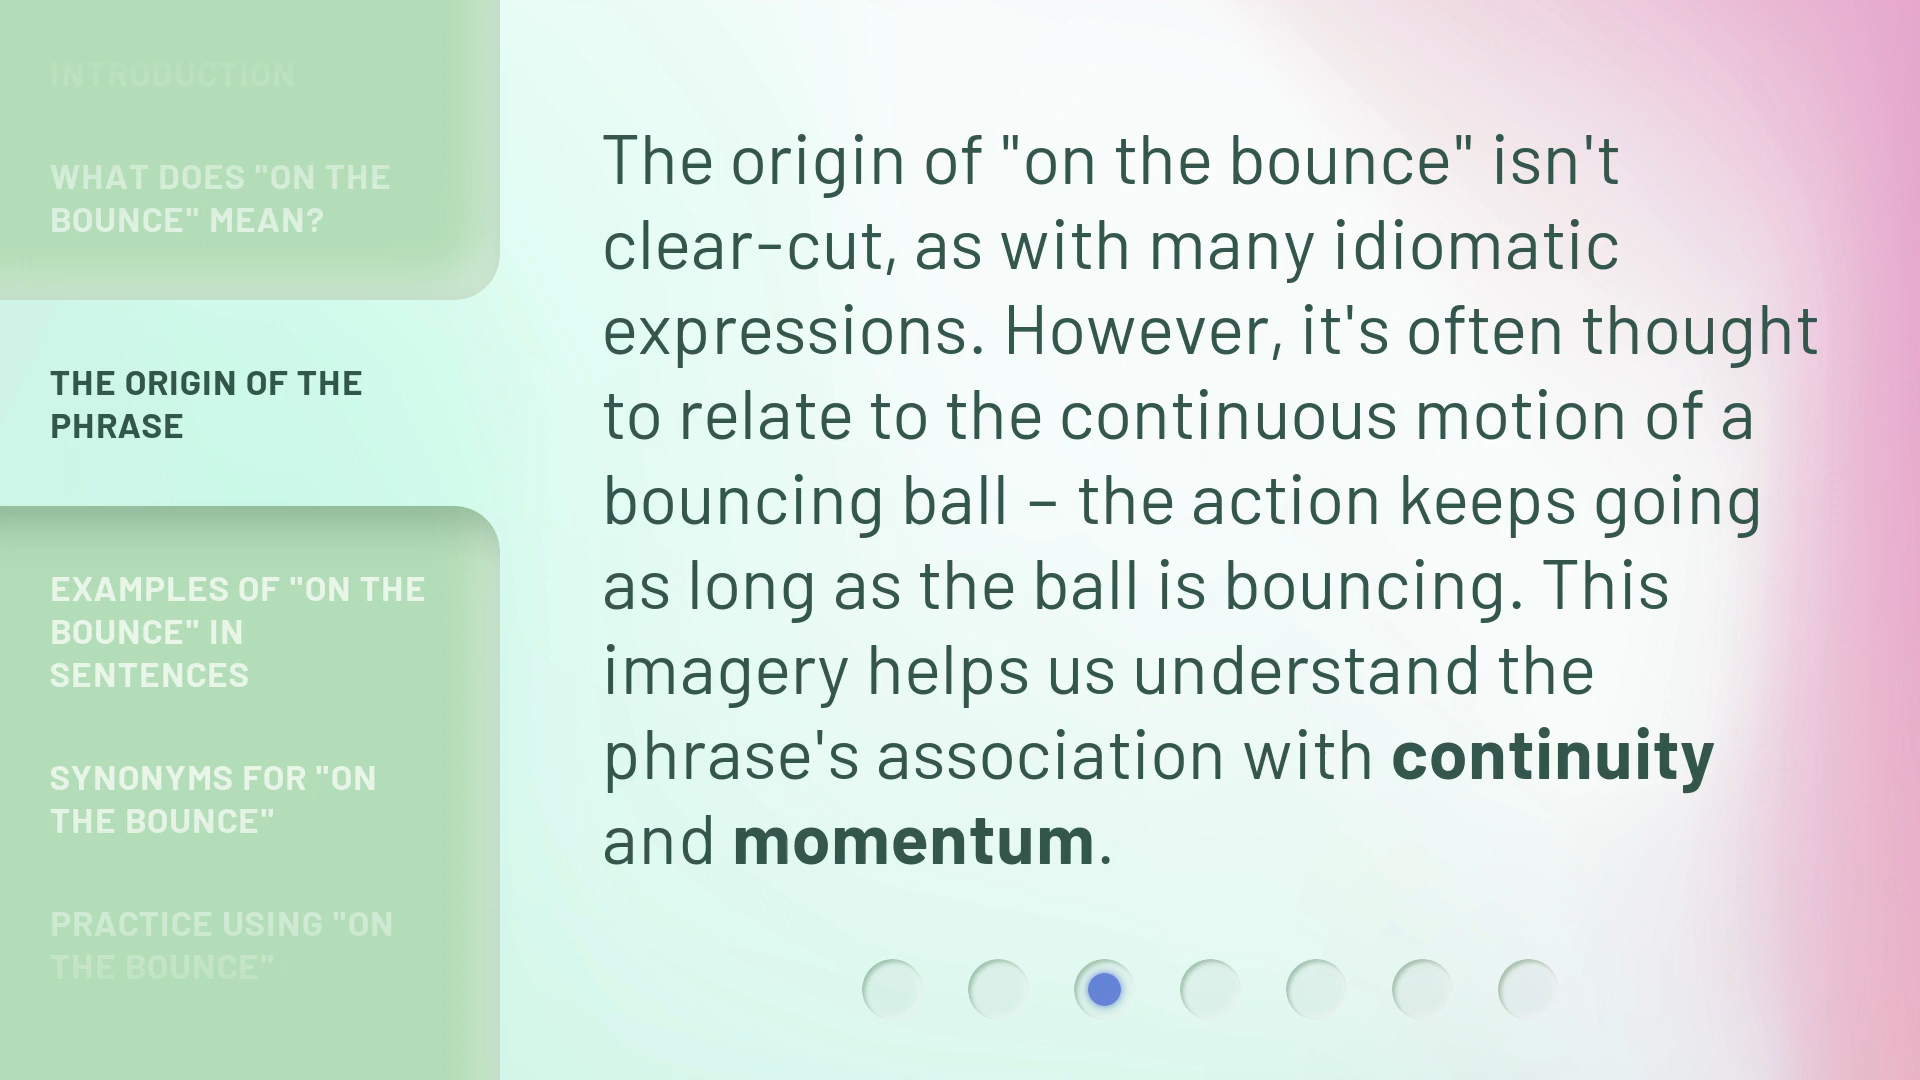 INTRODUCTION
WHAT DOES "ON THE
BOUNCE" MEAN?
THE ORIGIN OF THE
PHRASE
EXAMPLES OF "ON THE
BOUNCE" IN
SENTENCES
SYNONYMS FOR "ON
THE BOUNCE"
PRACTICE USING "ON
THE BOUNCE"
The origin of "on the bounce" isn't
clear-cut, as with many idiomatic
expressions. However, it's often thought
to relate to the continuous motion of a
bouncing ball – the action keeps going
as long as the ball is bouncing. This
imagery helps us understand the
phrase's association with continuity
and momentum.